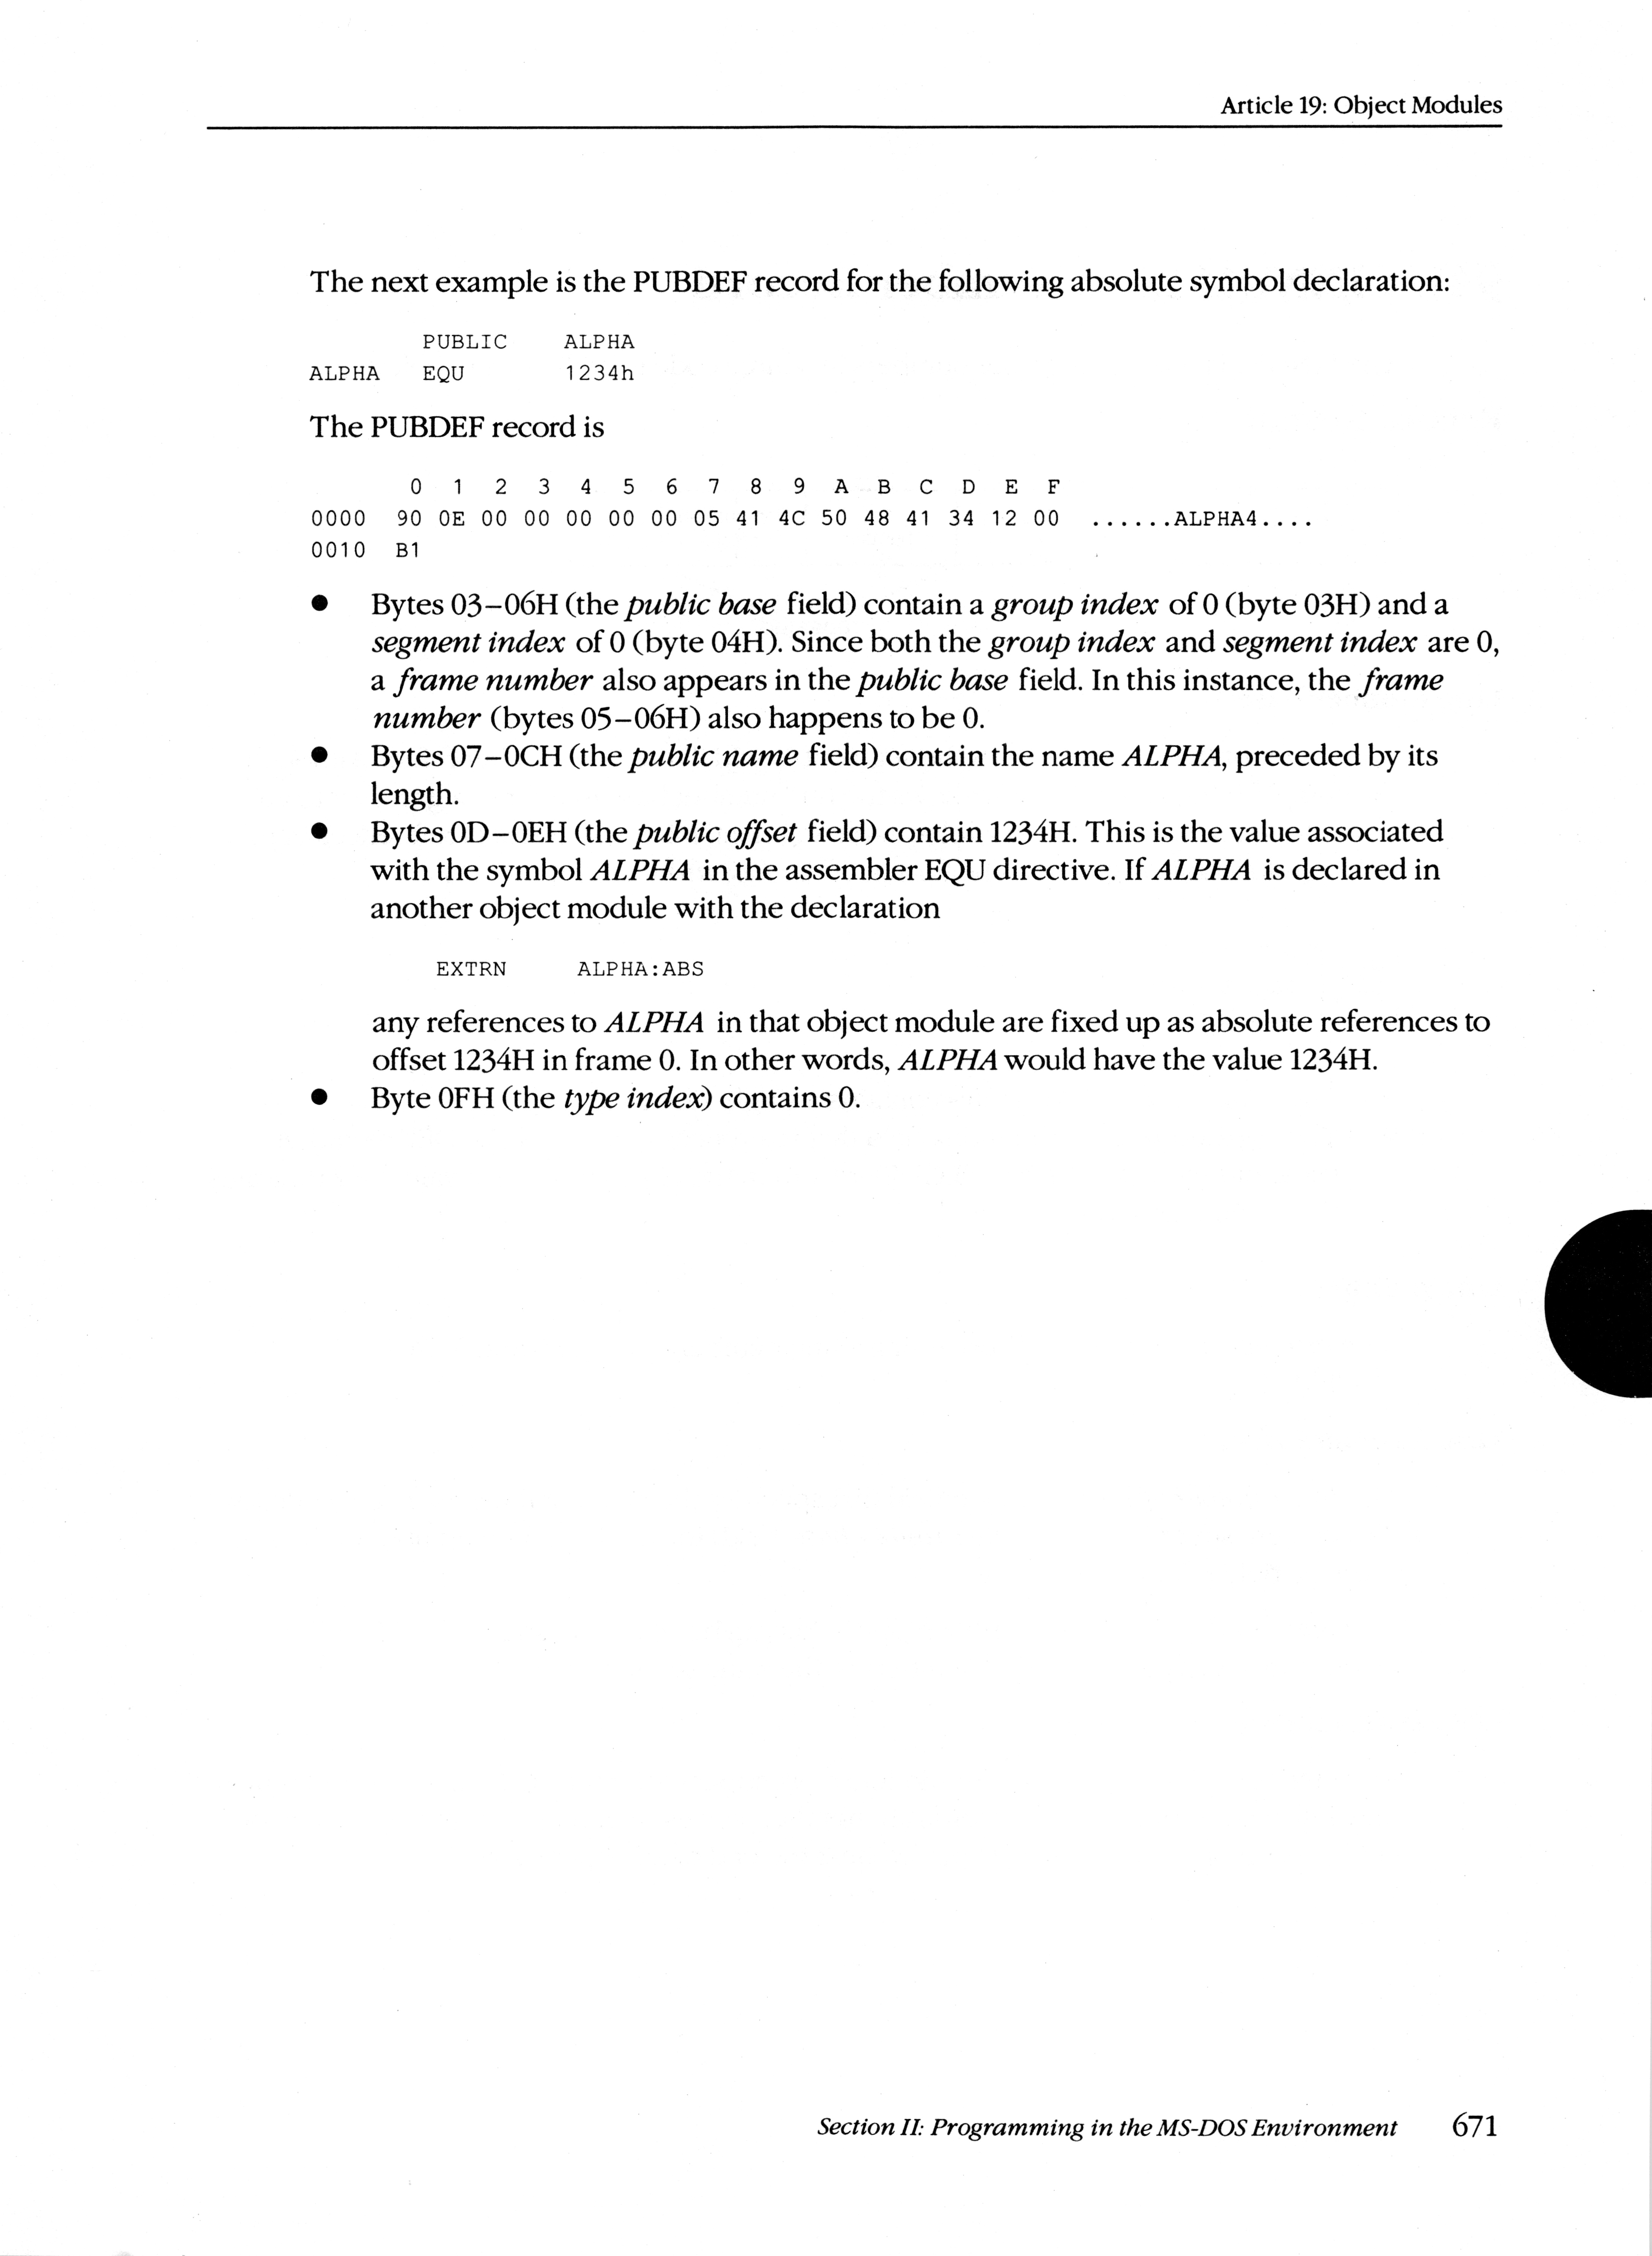 Article 19: Object Modules
The next example is the PUBDEF record for the following absolute symbol declaration:
PUBLIC ALPHA
ALPHA EQU 1234h
The PUBDEF record is
0 1 2 3 4 5 6 7 8 9 A B C D E F
0000 90 0E 00 00 00 00 00 05 41 4C 50 48 41 34 12 00 ......ALPHA4....
0010 B1
● Bytes 03–06H (the public base field) contain a group index of 0 (byte 03H) and a
segment index of 0 (byte 04H). Since both the group index and segment index are 0,
a frame number also appears in the public base field. In this instance, the frame
number (bytes 05–06H) also happens to be 0.
● Bytes 07–0CH (the public name field) contain the name ALPHA, preceded by its
length.
● Bytes 0D–0EH (the public offset field) contain 1234H. This is the value associated
with the symbol ALPHA in the assembler EQU directive. If ALPHA is declared in
another object module with the declaration
EXTRN ALPHA:ABS
any references to ALPHA in that object module are fixed up as absolute references to
offset 1234H in frame 0. In other words, ALPHA would have the value 1234H.
● Byte 0FH (the type index) contains 0.
Section II: Programming in the MS-DOS Environment 671